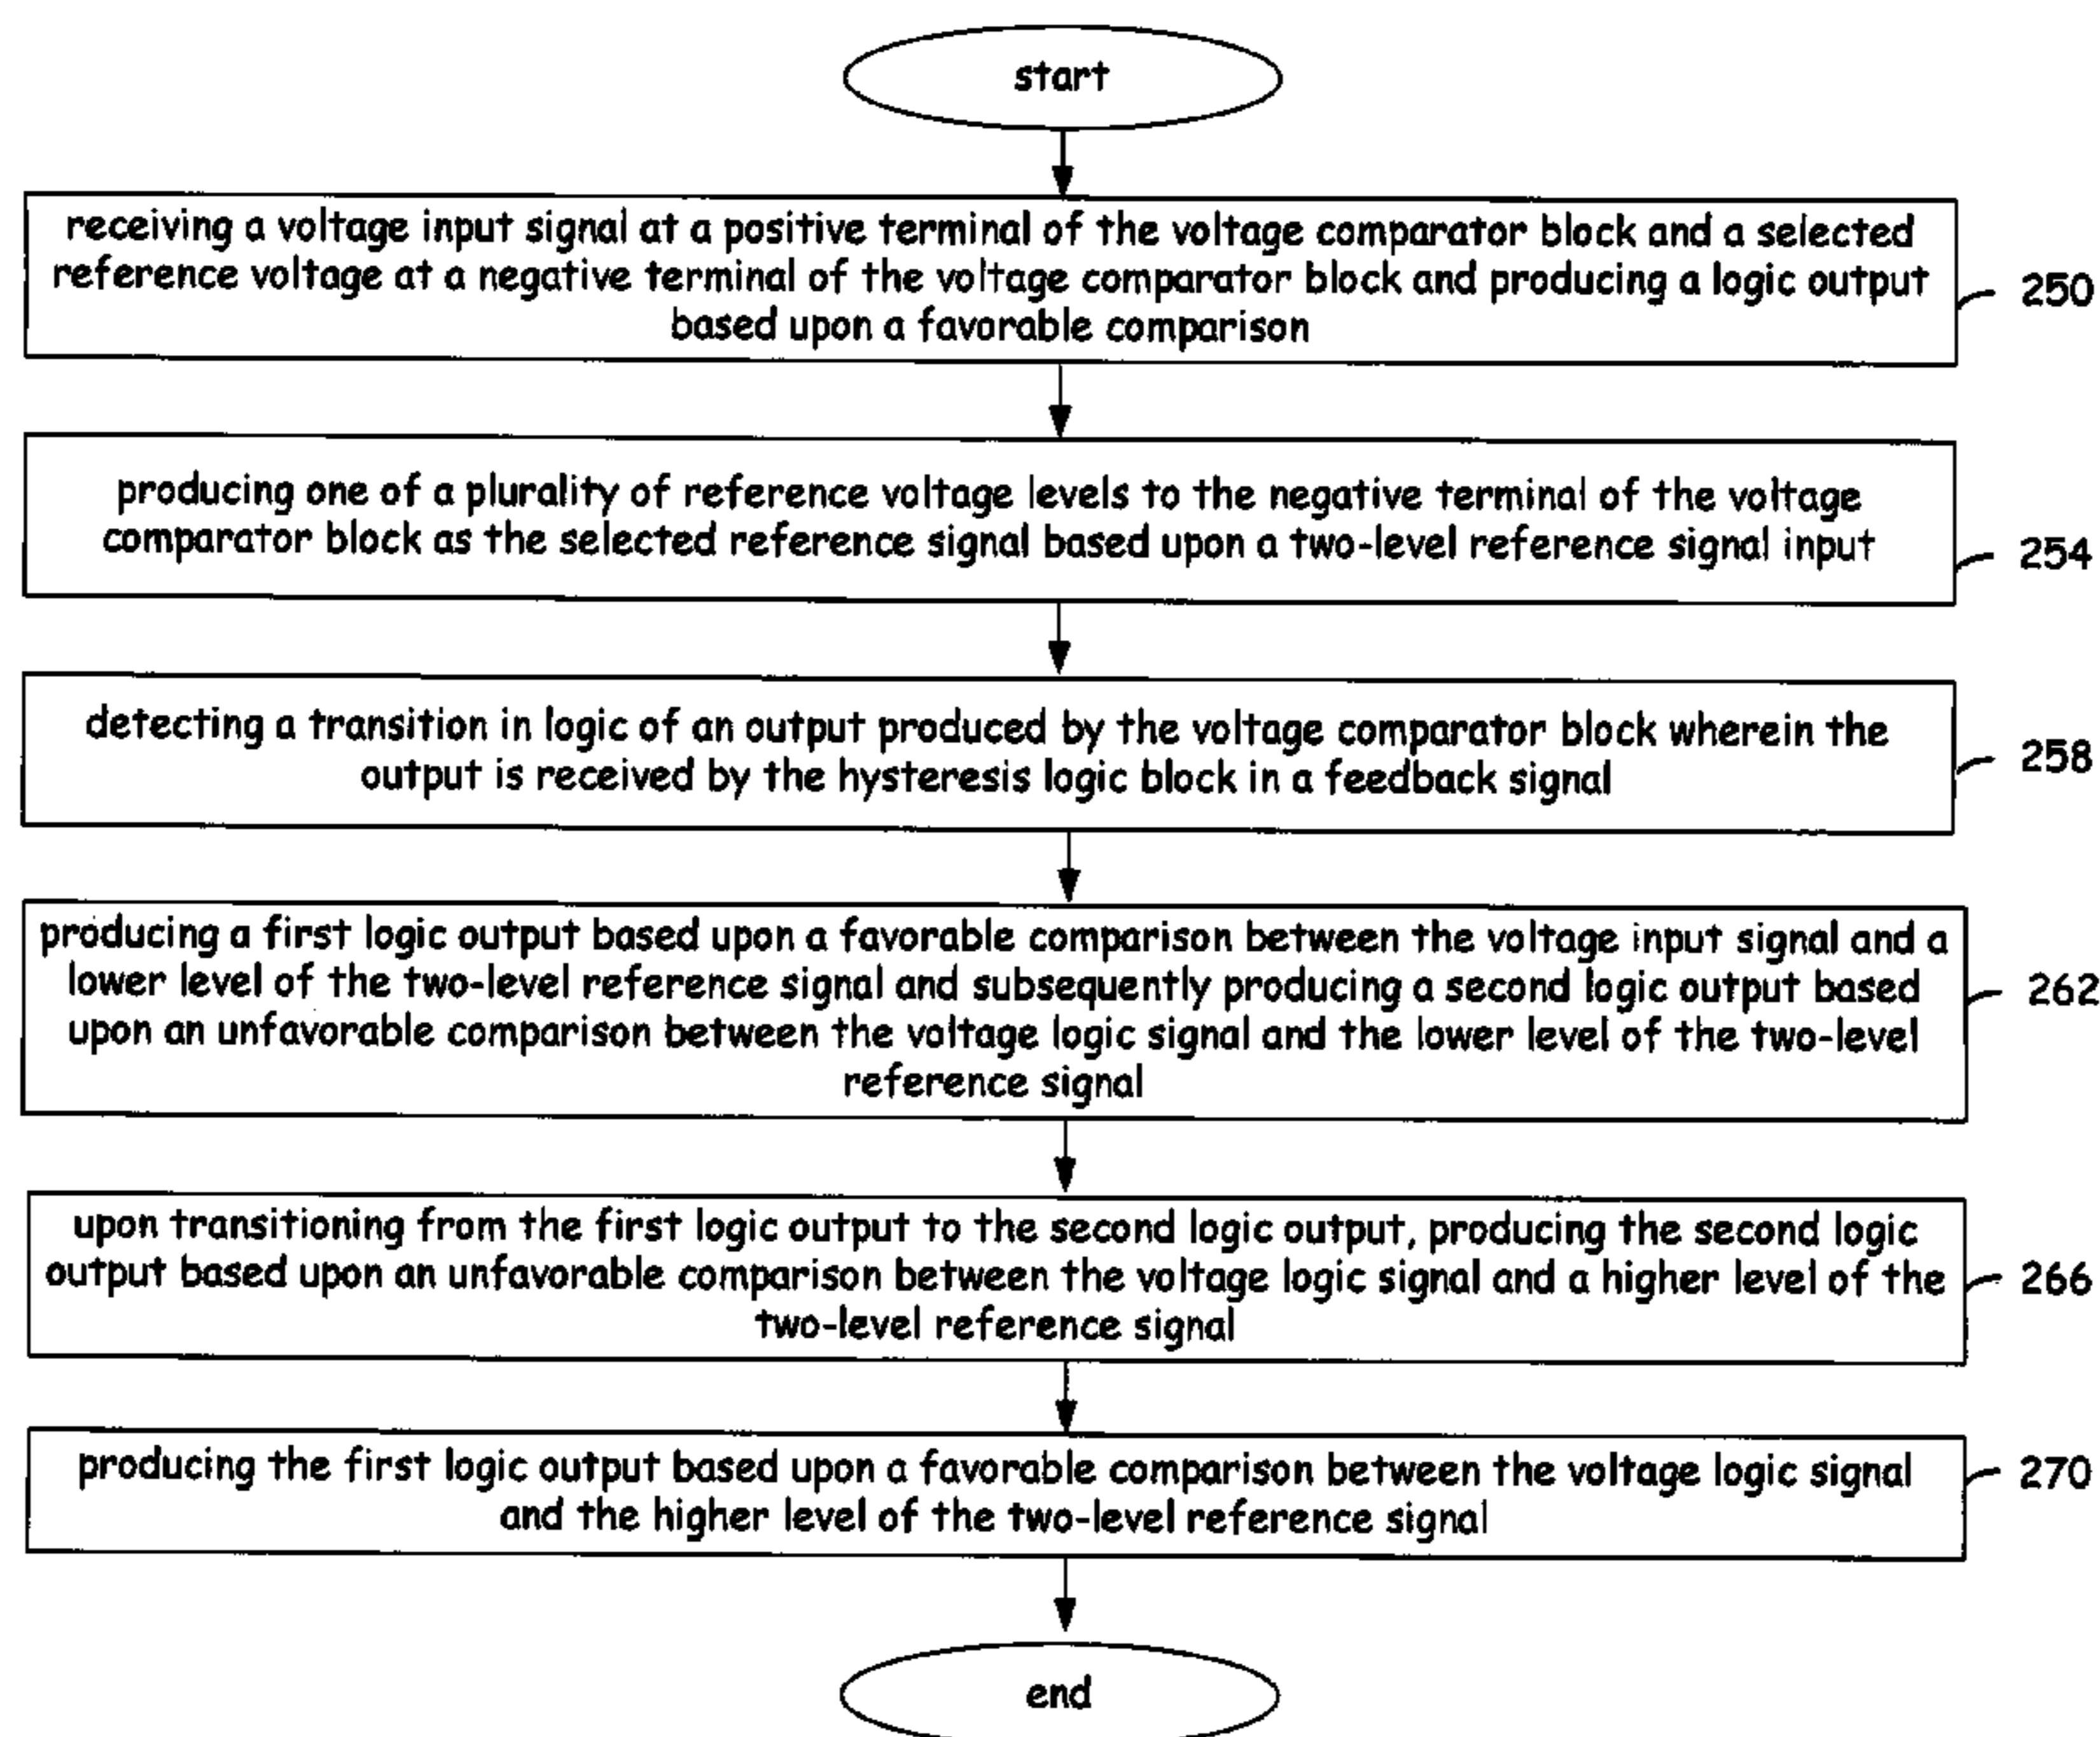 start
receiving a voltage input signal at a positive terminal of the voltage comparator block and a selected
reference voltage at a negative terminal of the voltage comparator block and producing a logic output
based upon a favorable comparison
250
producing one of a plurality of reference voltage levels to the negative terminal of the voltage
comparator block as the selected reference signal based upon a two-level reference signal input
254
detecting a transition in logic of an output produced by the voltage comparator block wherein the
output is received by the hysteresis logic block in a feedback signal
258
producing a first logic output based upon a favorable comparison between the voltage input signal and a
lower level of the two-level reference signal and subsequently producing a second logic output based
upon an unfavorable comparison between the voltage logic signal and the lower level of the two-level
reference signal
262
upon transitioning from the first logic output to the second logic output, producing the second logic
output based upon an unfavorable comparison between the voltage logic signal and a higher level of the
two-level reference signal
266
producing the first logic output based upon a favorable comparison between the voltage logic signal
and the higher level of the two-level reference signal
270
end